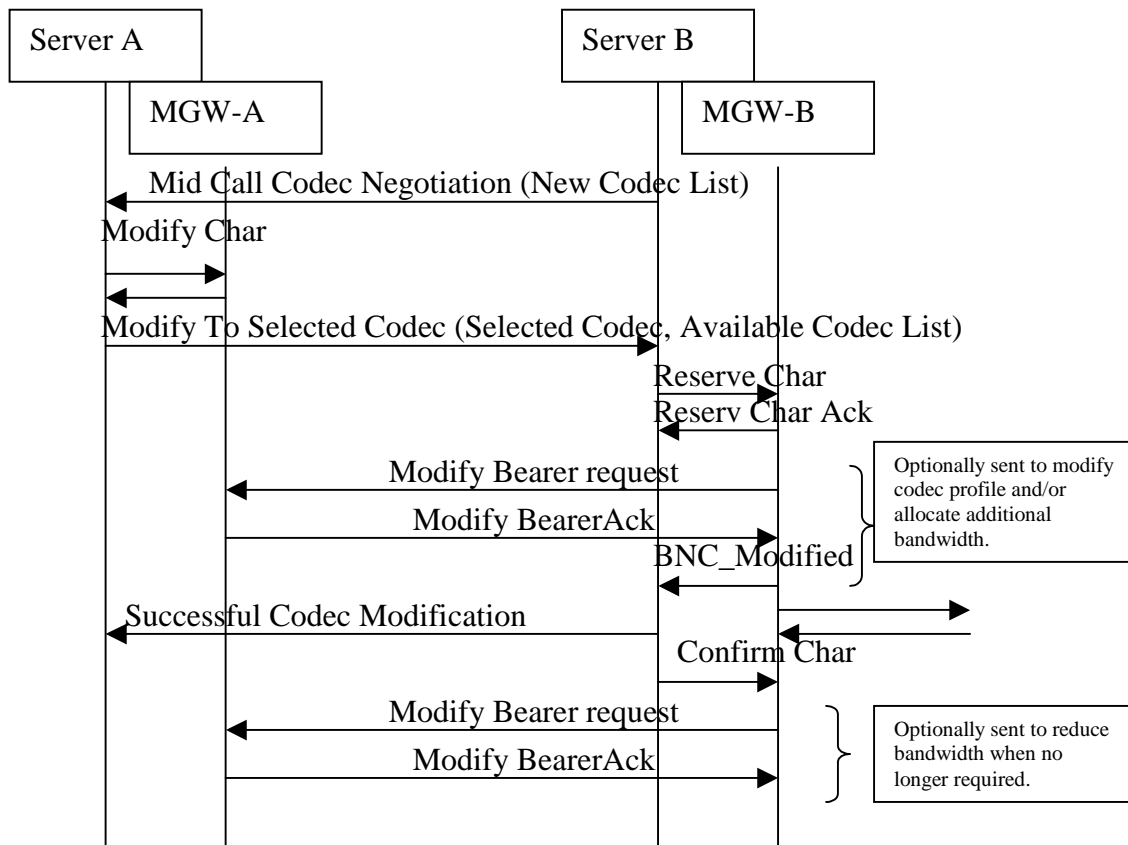 Server A
Server B
MGW-A
MGW-B
Mid Call Codec Negotiation (New Codec List)
Modify Char
Modify To Selected Codec (Selected Codec, Available Codec List)
Reserve Char
Reserv Char Ack
Modify Bearer request
Optionally sent to modify
codec profile and/or
allocate additional
bandwidth.
Modify BearerAck
BNC_Modified
Successful Codec Modification
Confirm Char
Modify Bearer request
Optionally sent to reduce
bandwidth when no
longer required.
Modify BearerAck